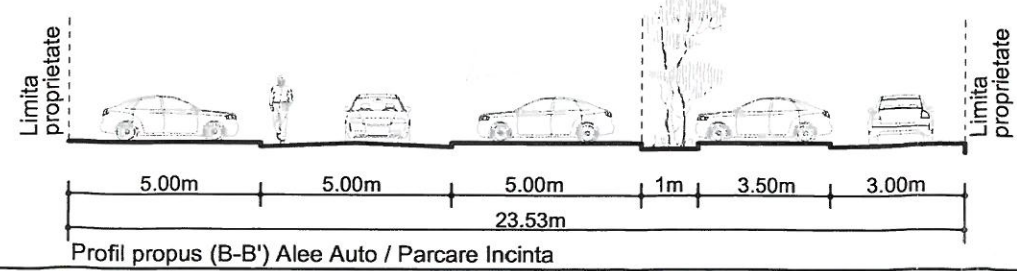 Limita
proprietate
Limita
proprietate
5.00m 5.00m 5.00m 1m 3.50m 3.00m
23.53m
Profil propus (B-B') Alee Auto / Parcare Incinta